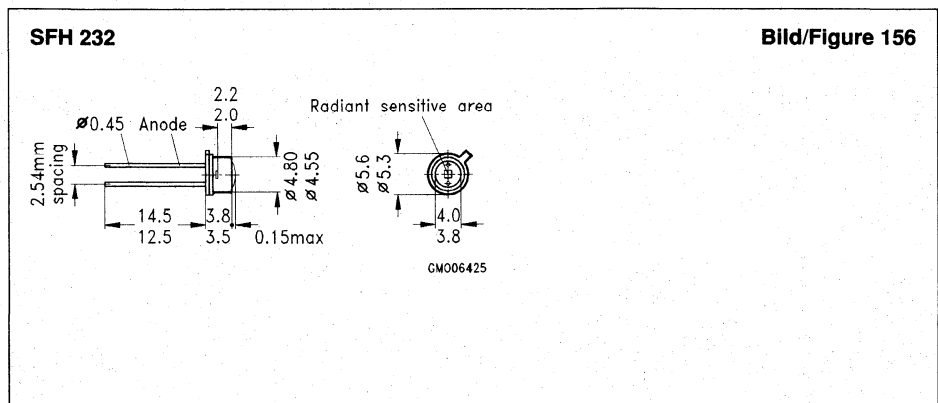 SFH 232
Bild/Figure 156
2.2
2.0
Radiant sensitive area
Ø0.45 Anode
2.54mm
spacing
Ø4.80
Ø4.55
Ø5.6
Ø5.3
14.5
12.5
3.8
3.5
0.15max
4.0
3.8
GMO06425